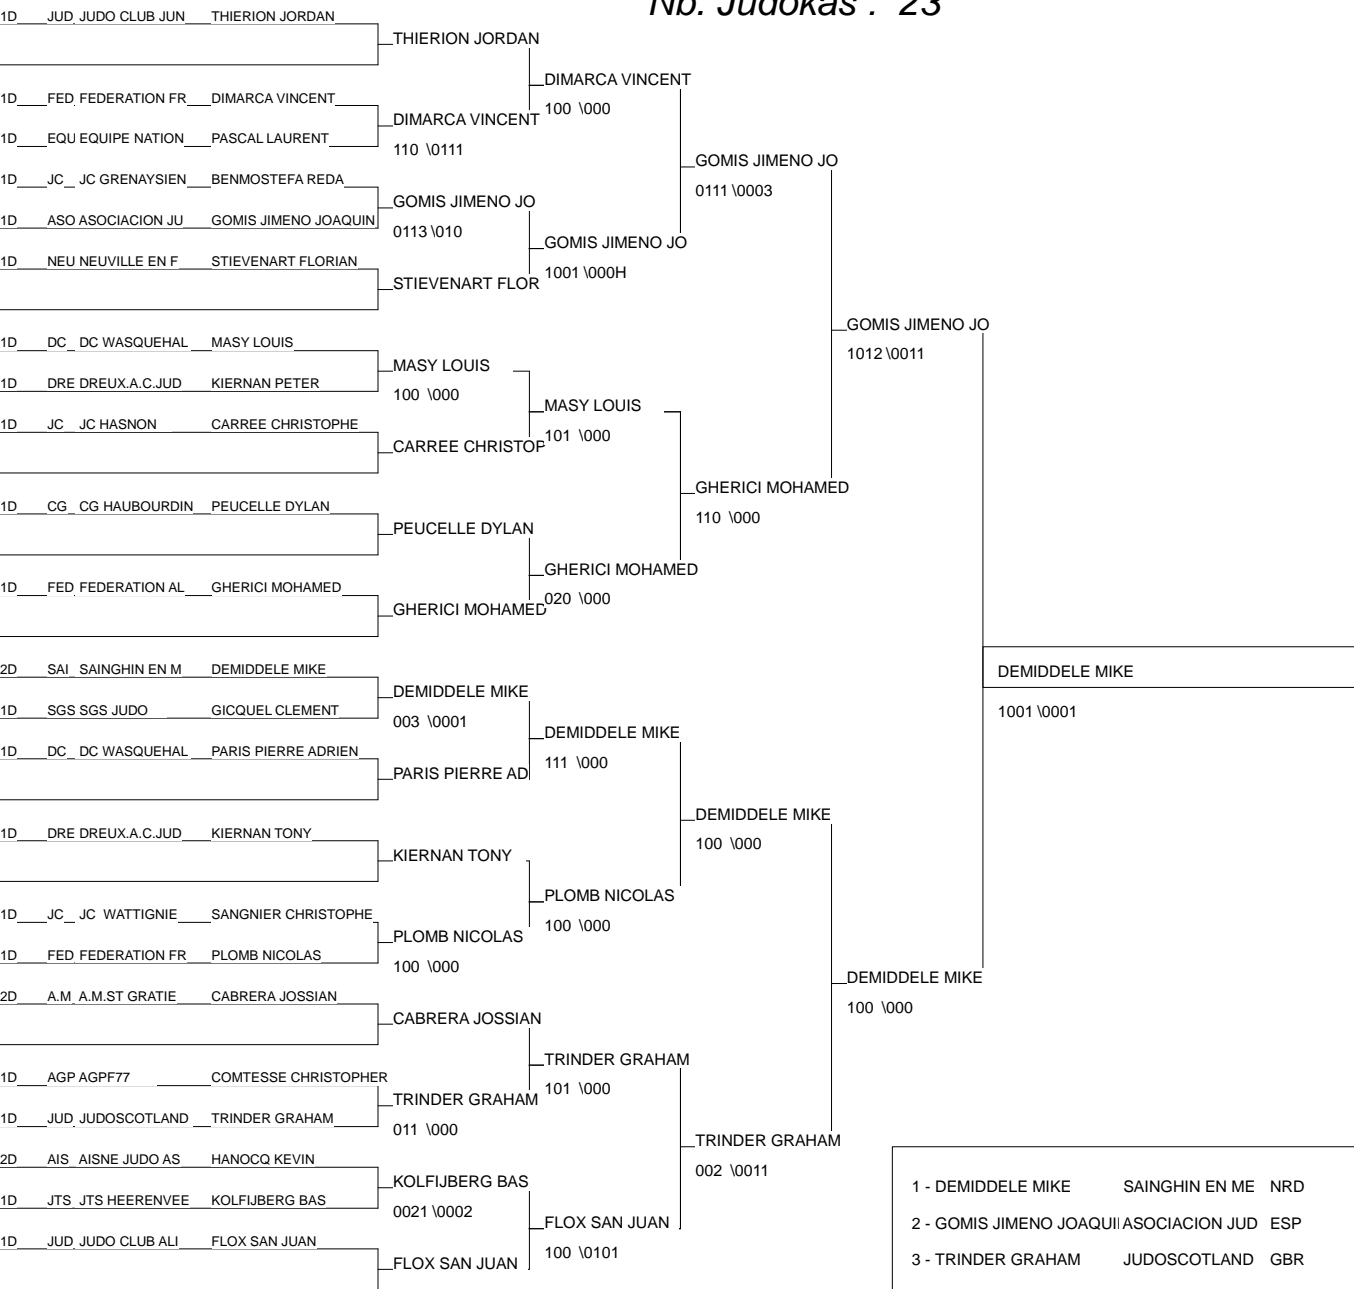 Nb. Judokas : 23
1D JUD JUDO CLUB JUN THIERION JORDAN
THIERION JORDAN
DIMARCA VINCENT
100 \000
1D FED FEDERATION FR DIMARCA VINCENT
DIMARCA VINCENT
110 \0111
1D EQU EQUIPE NATION PASCAL LAURENT
GOMIS JIMENO JO
0111 \0003
1D JC JC GRENAYSIEN BENMOSTEFA REDA
GOMIS JIMENO JO
0113 \010
1D ASO ASOCIACION JU GOMIS JIMENO JOAQUIN
GOMIS JIMENO JO
1001 \000H
1D NEU NEUVILLE EN F STIEVENART FLORIAN
STIEVENART FLOR
GOMIS JIMENO JO
1012 \0011
1D DC DC WASQUEHAL MASY LOUIS
MASY LOUIS
100 \000
1D DRE DREUX.A.C.JUD KIERNAN PETER
MASY LOUIS
101 \000
1D JC JC HASNON CARREE CHRISTOPHE
CARREE CHRISTOP
GHERICI MOHAMED
110 \000
1D CG CG HAUBOURDIN PEUCELLE DYLAN
PEUCELLE DYLAN
GHERICI MOHAMED
020 \000
1D FED FEDERATION AL GHERICI MOHAMED
GHERICI MOHAMED
DEMIDDELE MIKE
1001 \0001
2D SAI SAINGHIN EN M DEMIDDELE MIKE
DEMIDDELE MIKE
003 \0001
1D SGS SGS JUDO GICQUEL CLEMENT
DEMIDDELE MIKE
111 \000
1D DC DC WASQUEHAL PARIS PIERRE ADRIEN
PARIS PIERRE AD
DEMIDDELE MIKE
100 \000
1D DRE DREUX.A.C.JUD KIERNAN TONY
KIERNAN TONY
PLOMB NICOLAS
100 \000
1D JC JC WATTIGNIE SANGNIER CHRISTOPHE
PLOMB NICOLAS
100 \000
1D FED FEDERATION FR PLOMB NICOLAS
DEMIDDELE MIKE
100 \000
2D A.M A.M.ST GRATIE CABRERA JOSSIAN
CABRERA JOSSIAN
TRINDER GRAHAM
101 \000
1D AGP AGPF77 COMTESSE CHRISTOPHER
TRINDER GRAHAM
011 \000
1D JUD JUDOSCOTLAND TRINDER GRAHAM
TRINDER GRAHAM
002 \0011
2D AIS AISNE JUDO AS HANOCQ KEVIN
KOLFIJBERG BAS
0021 \0002
1D JTS JTS HEERENVEE KOLFIJBERG BAS
FLOX SAN JUAN
100 \0101
1D JUD JUDO CLUB ALI FLOX SAN JUAN
FLOX SAN JUAN
1 - DEMIDDELE MIKE SAINGHIN EN ME NRD
2 - GOMIS JIMENO JOAQUI ASOCIACION JUD ESP
3 - TRINDER GRAHAM JUDOSCOTLAND GBR